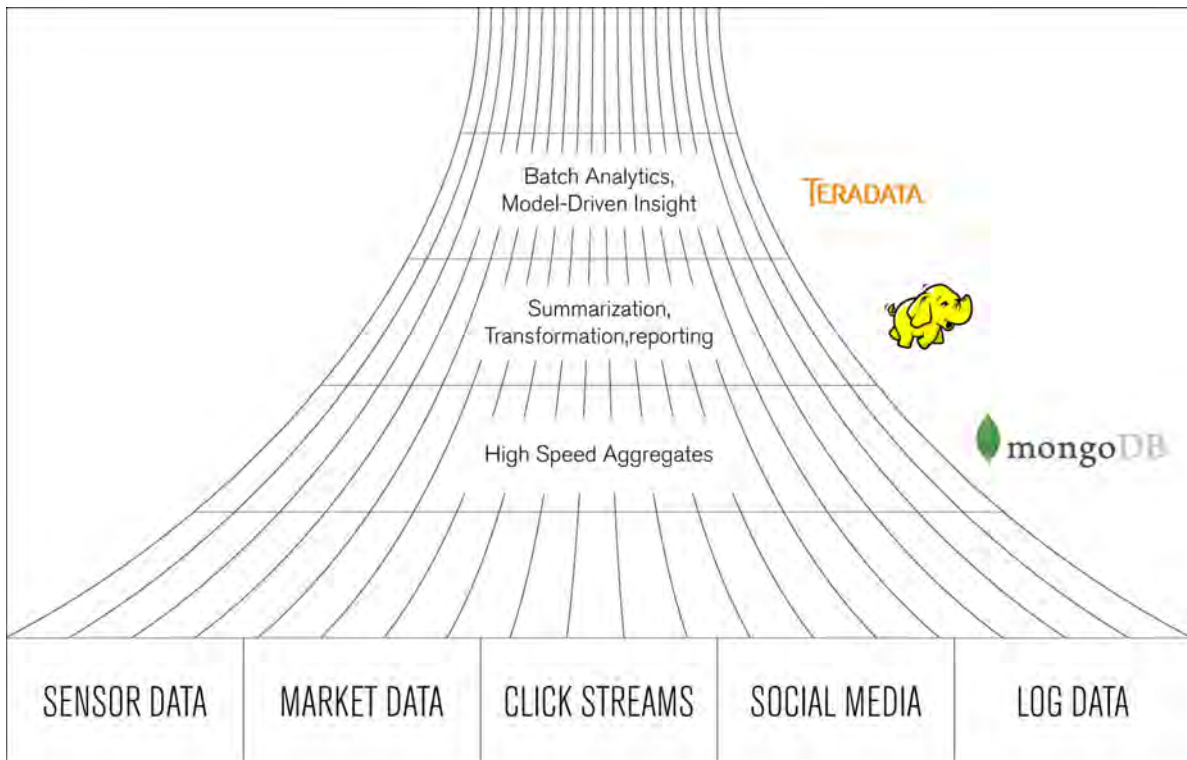 Batch Analytics,
Model-Driven Insight
TERADATA
Summarization,
Transformation,reporting
High Speed Aggregates
mongoDB
SENSOR DATA
MARKET DATA
CLICK STREAMS
SOCIAL MEDIA
LOG DATA